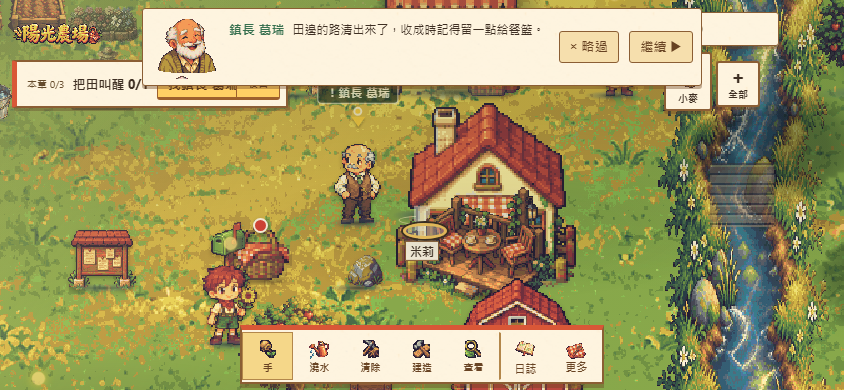 陽光農場
鎮長 葛瑞 田邊的路清出來了，收成時記得留一點給餐籃。
× 略過
繼續 ▶
本章 0/3 把田叫醒 0/
小麥
+
全部
! 鎮長 葛瑞
米莉
手
澆水
清除
建造
查看
日誌
更多